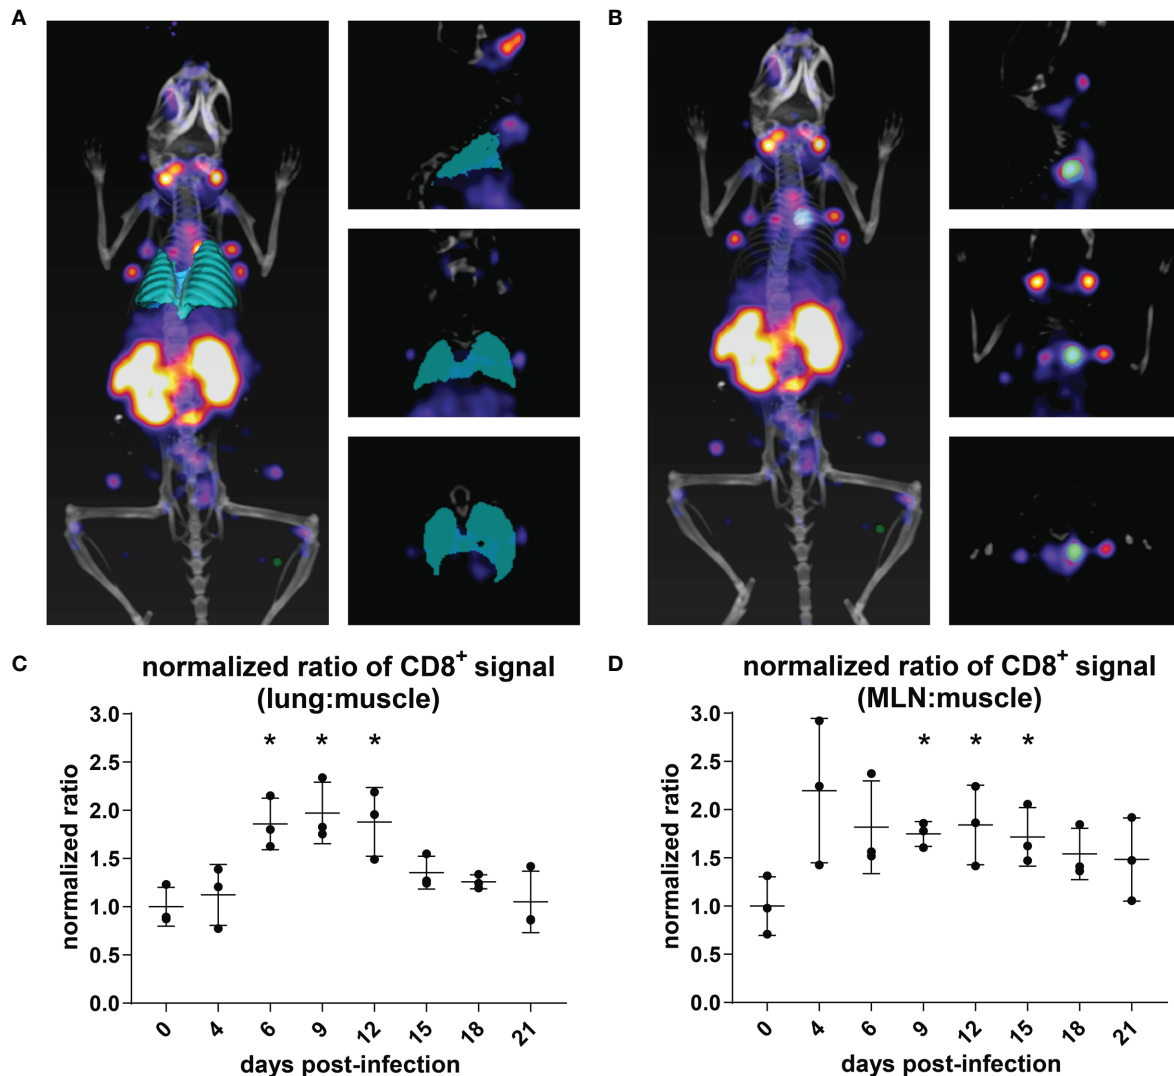 A
B
C
normalized ratio of CD8⁺ signal
(lung:muscle)
normalized ratio
3.0
2.5
2.0
1.5
1.0
0.5
0.0
* * *
0 4 6 9 12 15 18 21
days post-infection
D
normalized ratio of CD8⁺ signal
(MLN:muscle)
normalized ratio
3.0
2.5
2.0
1.5
1.0
0.5
0.0
* * *
0 4 6 9 12 15 18 21
days post-infection